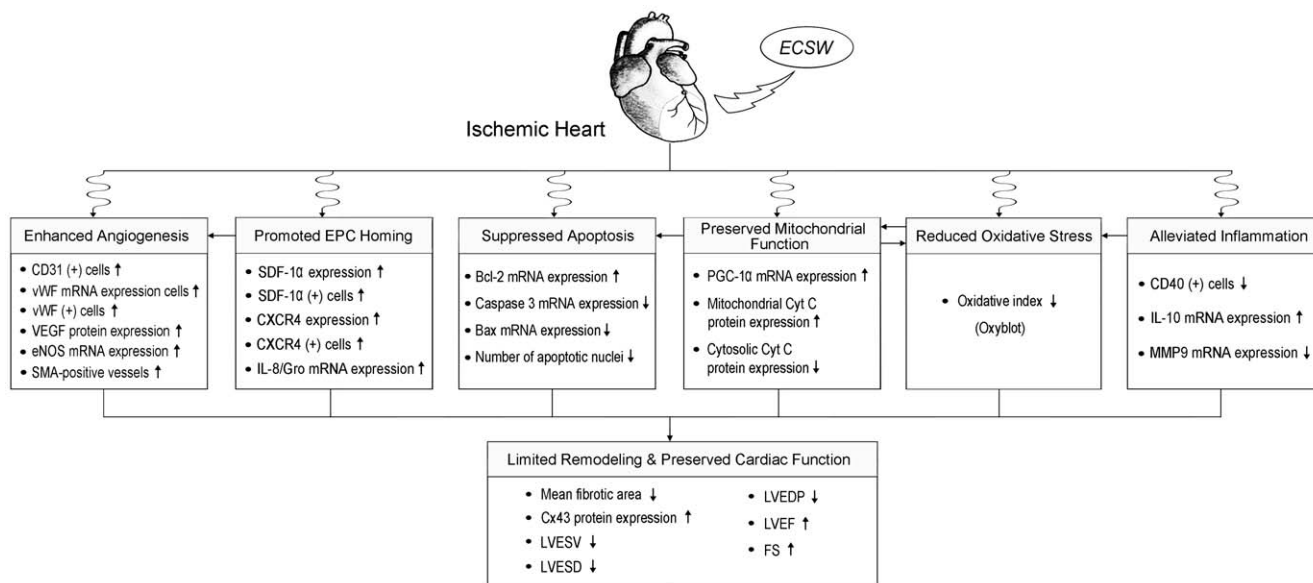 ECSW
Ischemic Heart
Enhanced Angiogenesis
• CD31 (+) cells ↑
• vWF mRNA expression cells ↑
• vWF (+) cells ↑
• VEGF protein expression ↑
• eNOS mRNA expression ↑
• SMA-positive vessels ↑
Promoted EPC Homing
• SDF-1α expression ↑
• SDF-1α (+) cells ↑
• CXCR4 expression ↑
• CXCR4 (+) cells ↑
• IL-8/Gro mRNA expression ↑
Suppressed Apoptosis
• Bcl-2 mRNA expression ↑
• Caspase 3 mRNA expression ↓
• Bax mRNA expression ↓
• Number of apoptotic nuclei ↓
Preserved Mitochondrial
Function
• PGC-1α mRNA expression ↑
• Mitochondrial Cyt C
protein expression ↑
• Cytosolic Cyt C
protein expression ↓
Reduced Oxidative Stress
• Oxidative index ↓
(Oxyblot)
Alleviated Inflammation
• CD40 (+) cells ↓
• IL-10 mRNA expression ↑
• MMP9 mRNA expression ↓
Limited Remodeling & Preserved Cardiac Function
• Mean fibrotic area ↓
• Cx43 protein expression ↑
• LVESV ↓
• LVESD ↓
• LVEDP ↓
• LVEF ↑
• FS ↑